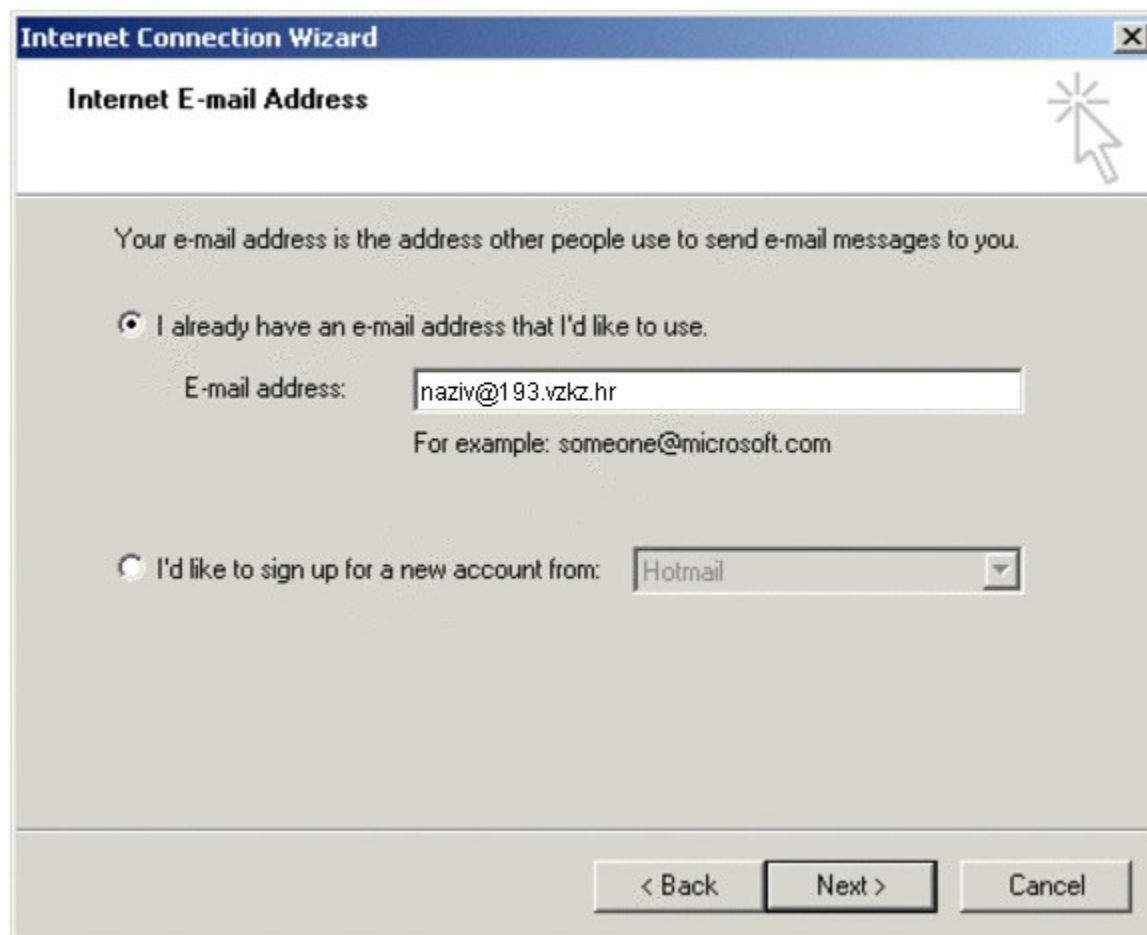 Internet Connection Wizard
Internet E-mail Address
Your e-mail address is the address other people use to send e-mail messages to you.
I already have an e-mail address that I'd like to use.
E-mail address: naziv@193.vzkz.hr
For example: someone@microsoft.com
I'd like to sign up for a new account from: Hotmail
< Back Next > Cancel